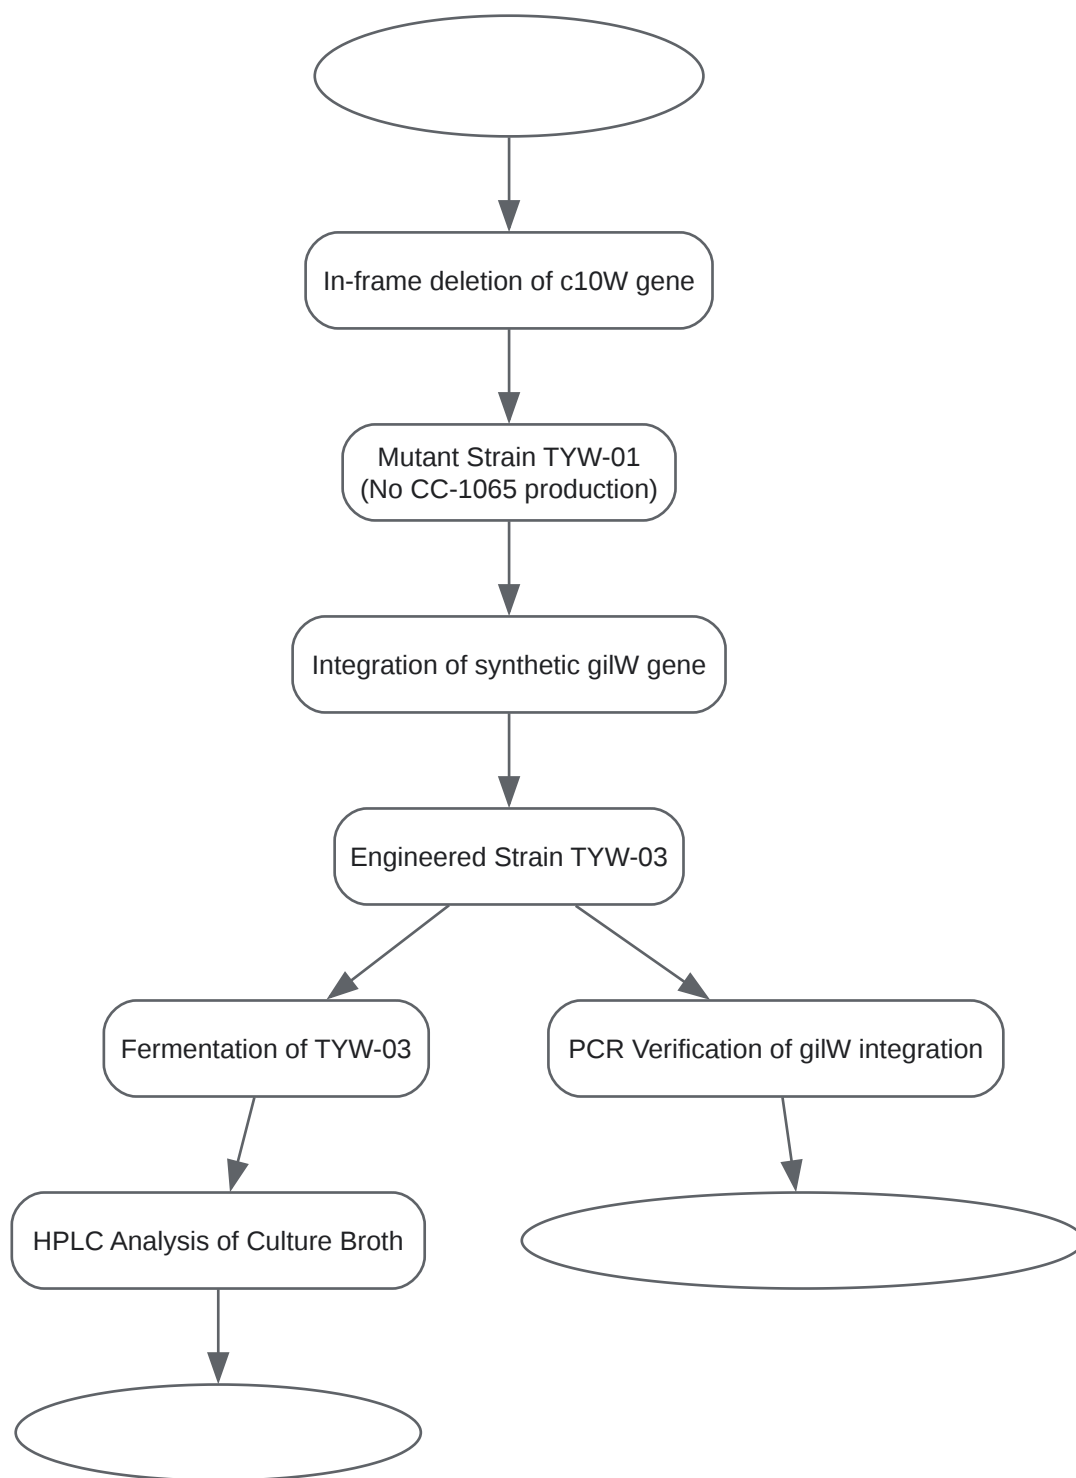 In-frame deletion of c10W gene
Mutant Strain TYW-01
(No CC-1065 production)
Integration of synthetic gilW gene
Engineered Strain TYW-03
Fermentation of TYW-03
PCR Verification of gilW integration
HPLC Analysis of Culture Broth